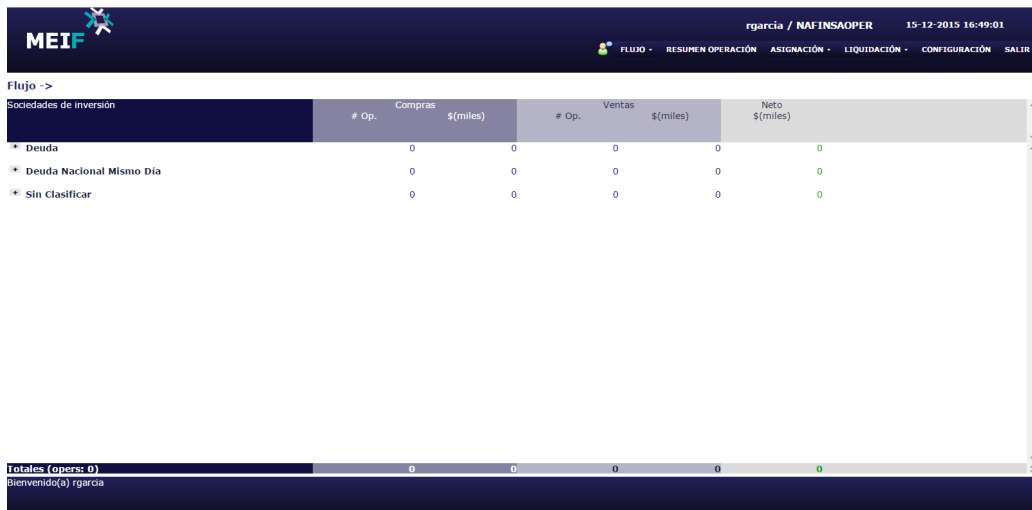 MEIF
rgarcia / NAFINSAOPER 15-12-2015 16:49:01
FLUJO RESUMEN OPERACIÓN ASIGNACIÓN LIQUIDACIÓN CONFIGURACIÓN SALIR
Flujo ->
Sociedades de inversión Compras Ventas Neto
# Op. $(miles) # Op. $(miles) $(miles)
+ Deuda 0 0 0 0 0
+ Deuda Nacional Mismo Día 0 0 0 0 0
+ Sin Clasificar 0 0 0 0 0
Totales (opers: 0) 0 0 0 0 0
Bienvenido(a) rgarcia